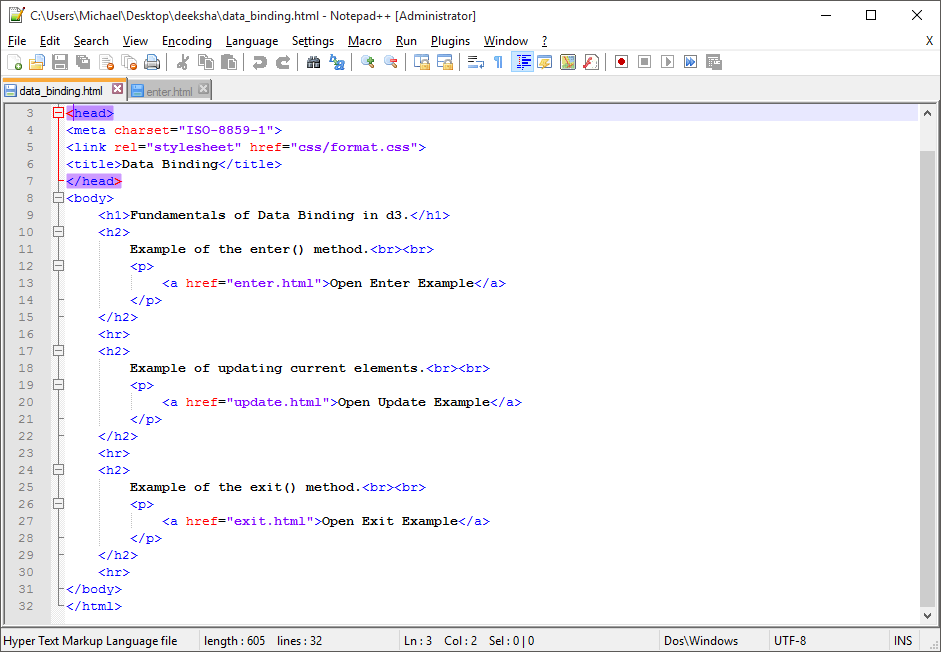 C:\Users\Michael\Desktop\deeksha\data_binding.html - Notepad++ [Administrator]
File Edit Search View Encoding Language Settings Macro Run Plugins Window ? X
data_binding.html enter.html
3 <head>
4 <meta charset="ISO-8859-1">
5 <link rel="stylesheet" href="css/format.css">
6 <title>Data Binding</title>
7 </head>
8 <body>
9 <h1>Fundamentals of Data Binding in d3.</h1>
10 <h2>
11 Example of the enter() method.<br><br>
12 <p>
13 <a href="enter.html">Open Enter Example</a>
14 </p>
15 </h2>
16 <hr>
17 <h2>
18 Example of updating current elements.<br><br>
19 <p>
20 <a href="update.html">Open Update Example</a>
21 </p>
22 </h2>
23 <hr>
24 <h2>
25 Example of the exit() method.<br><br>
26 <p>
27 <a href="exit.html">Open Exit Example</a>
28 </p>
29 </h2>
30 <hr>
31 </body>
32 </html>
Hyper Text Markup Language file length : 605 lines : 32 Ln : 3 Col : 2 Sel : 0 | 0 Dos\Windows UTF-8 INS